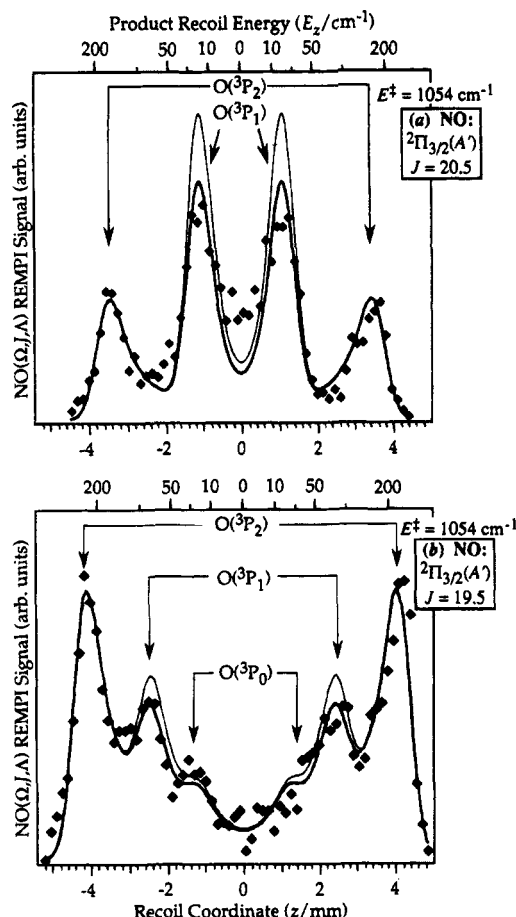 Product Recoil Energy (E_z/cm⁻¹)
200 50 10 0 10 50 200
O(³P₂)
E‡ = 1054 cm⁻¹
O(³P₁)
(a) NO:
²Π₃/₂(A′)
J = 20.5
NO(Ω,J,Λ) REMPI Signal (arb. units)
-4 -2 0 2 4
200 50 10 0 10 50 200
O(³P₂)
E‡ = 1054 cm⁻¹
(b) NO:
²Π₃/₂(A′)
J = 19.5
O(³P₁)
O(³P₀)
NO(Ω,J,Λ) REMPI Signal (arb. units)
-4 -2 0 2 4
Recoil Coordinate (z/mm)